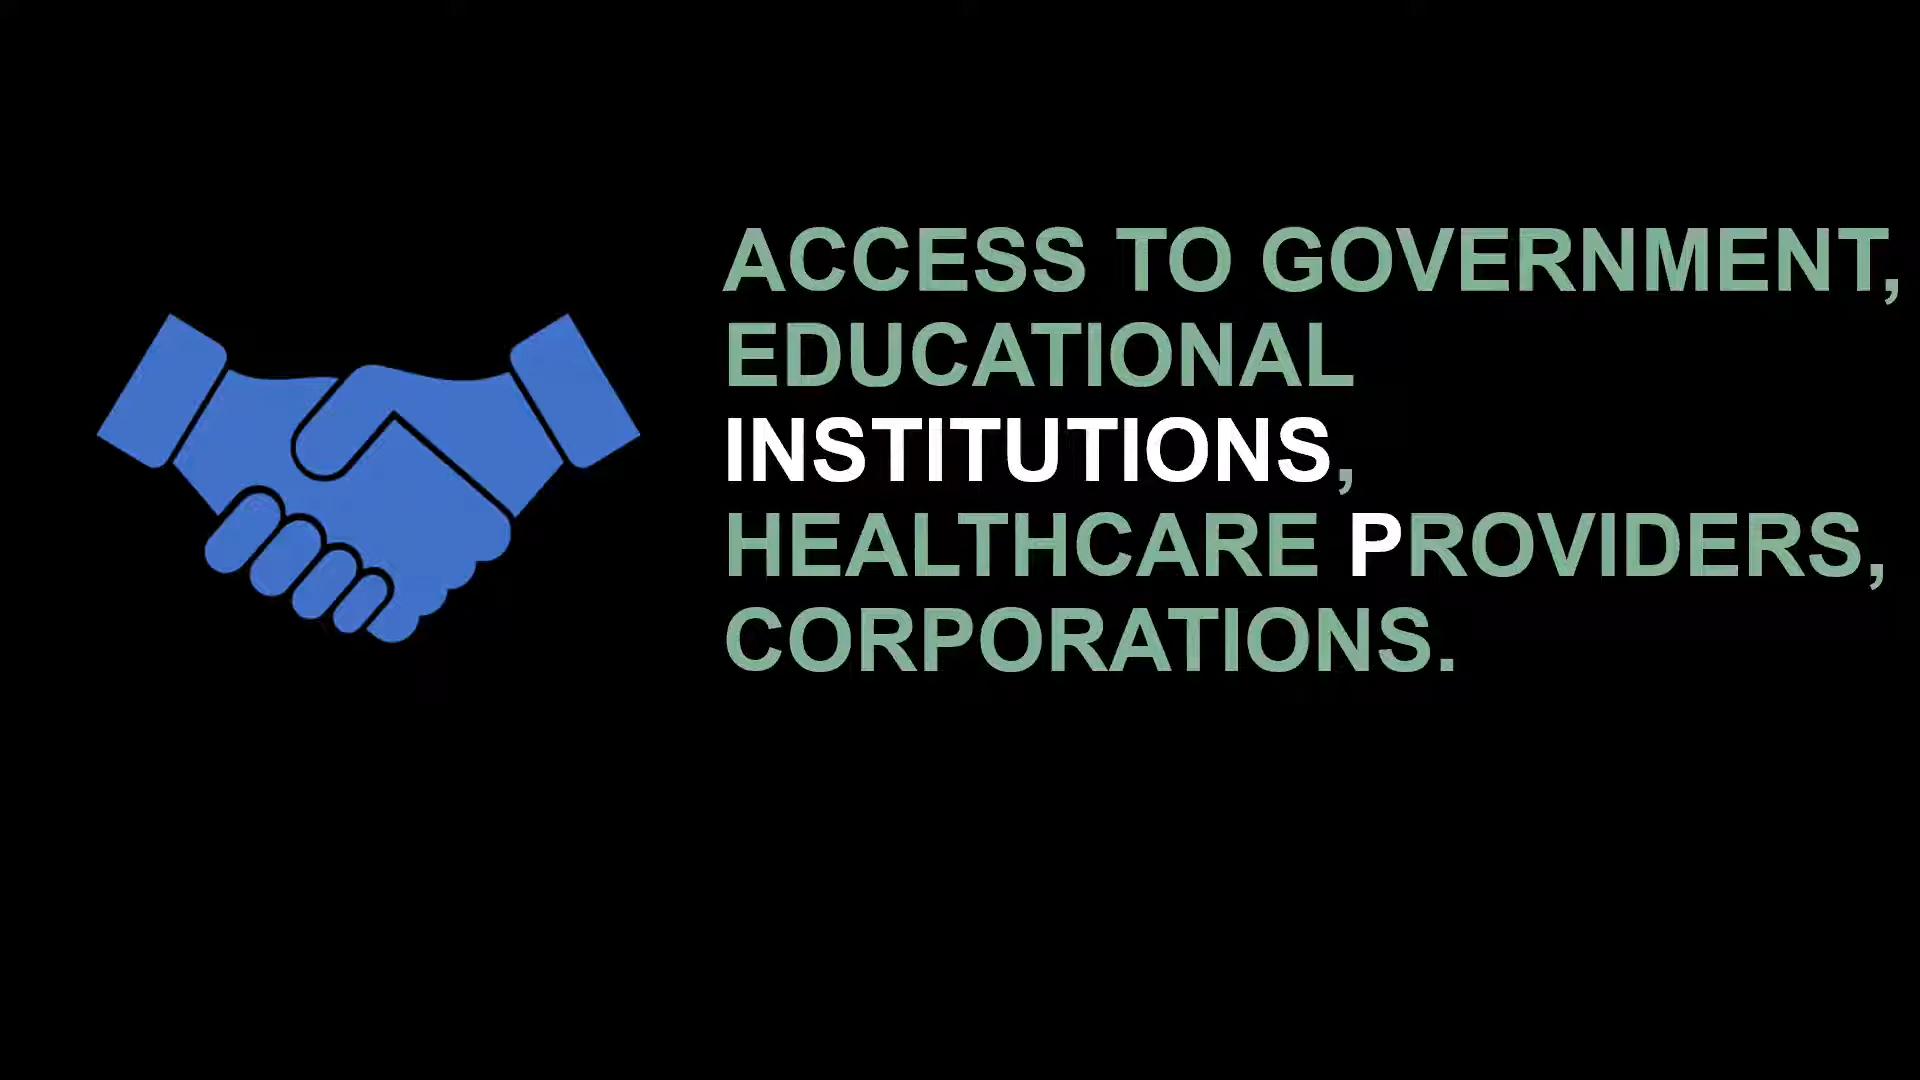 ACCESS TO GOVERNMENT,
EDUCATIONAL
INSTITUTIONS,
HEALTHCARE PROVIDERS,
CORPORATIONS.